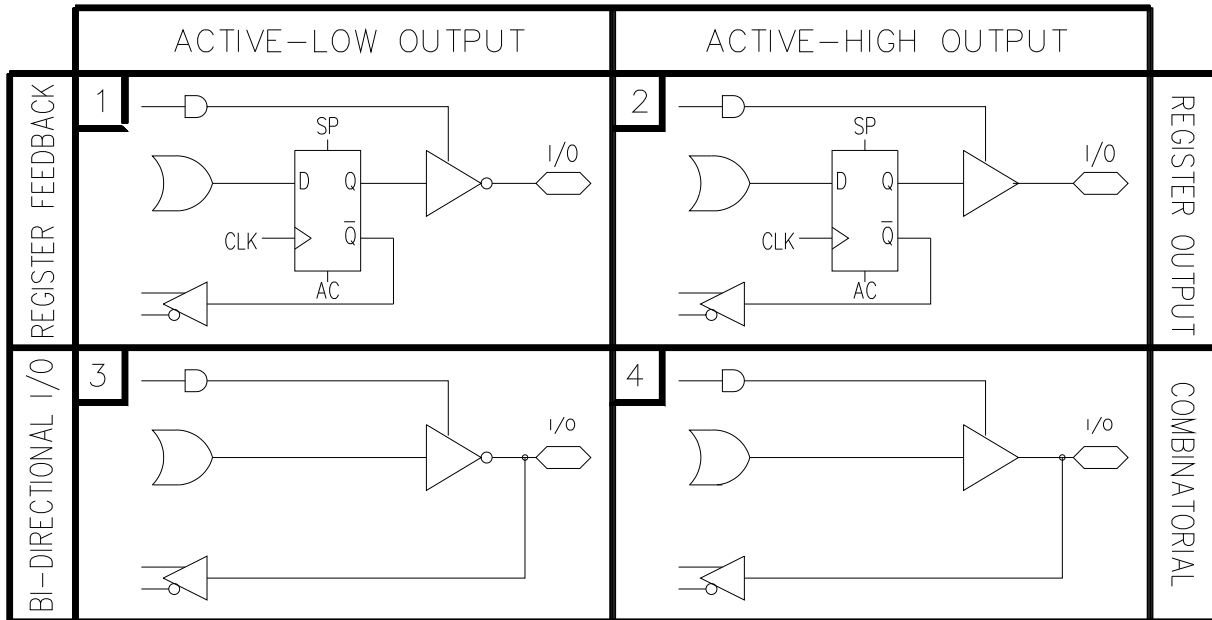 ACTIVE–LOW OUTPUT
ACTIVE–HIGH OUTPUT
REGISTER FEEDBACK
1
SP
D Q
Q̅
CLK
AC
I/O
2
SP
D Q
Q̅
CLK
AC
I/O
REGISTER OUTPUT
BI–DIRECTIONAL I/O
3
I/O
4
I/O
COMBINATORIAL